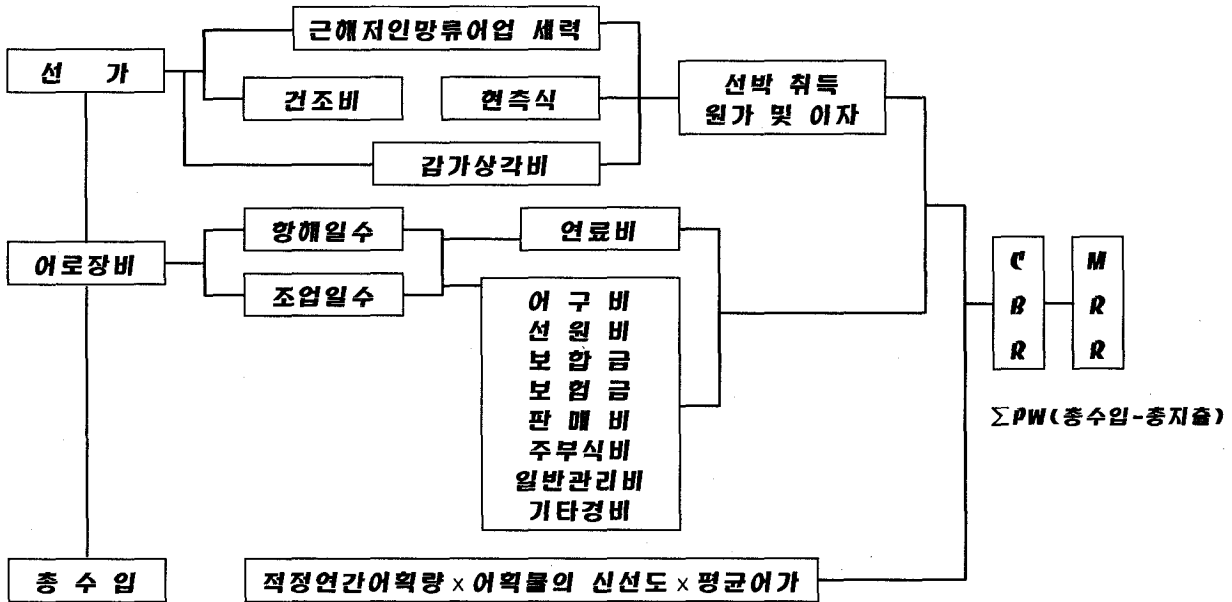 근해저인망류어업 세력
선 가
건조비
현측식
선박 취득
원가 및 이자
감가상각비
항해일수
연료비
어로장비
조업일수
어 구 비
선 원 비
보 합 금
보 험 금
판 매 비
주부식비
일반관리비
기타경비
C
B
R
M
R
R
∑PW(총수입-총지출)
총 수 입
적정연간어획량×어획물의 신선도×평균어가